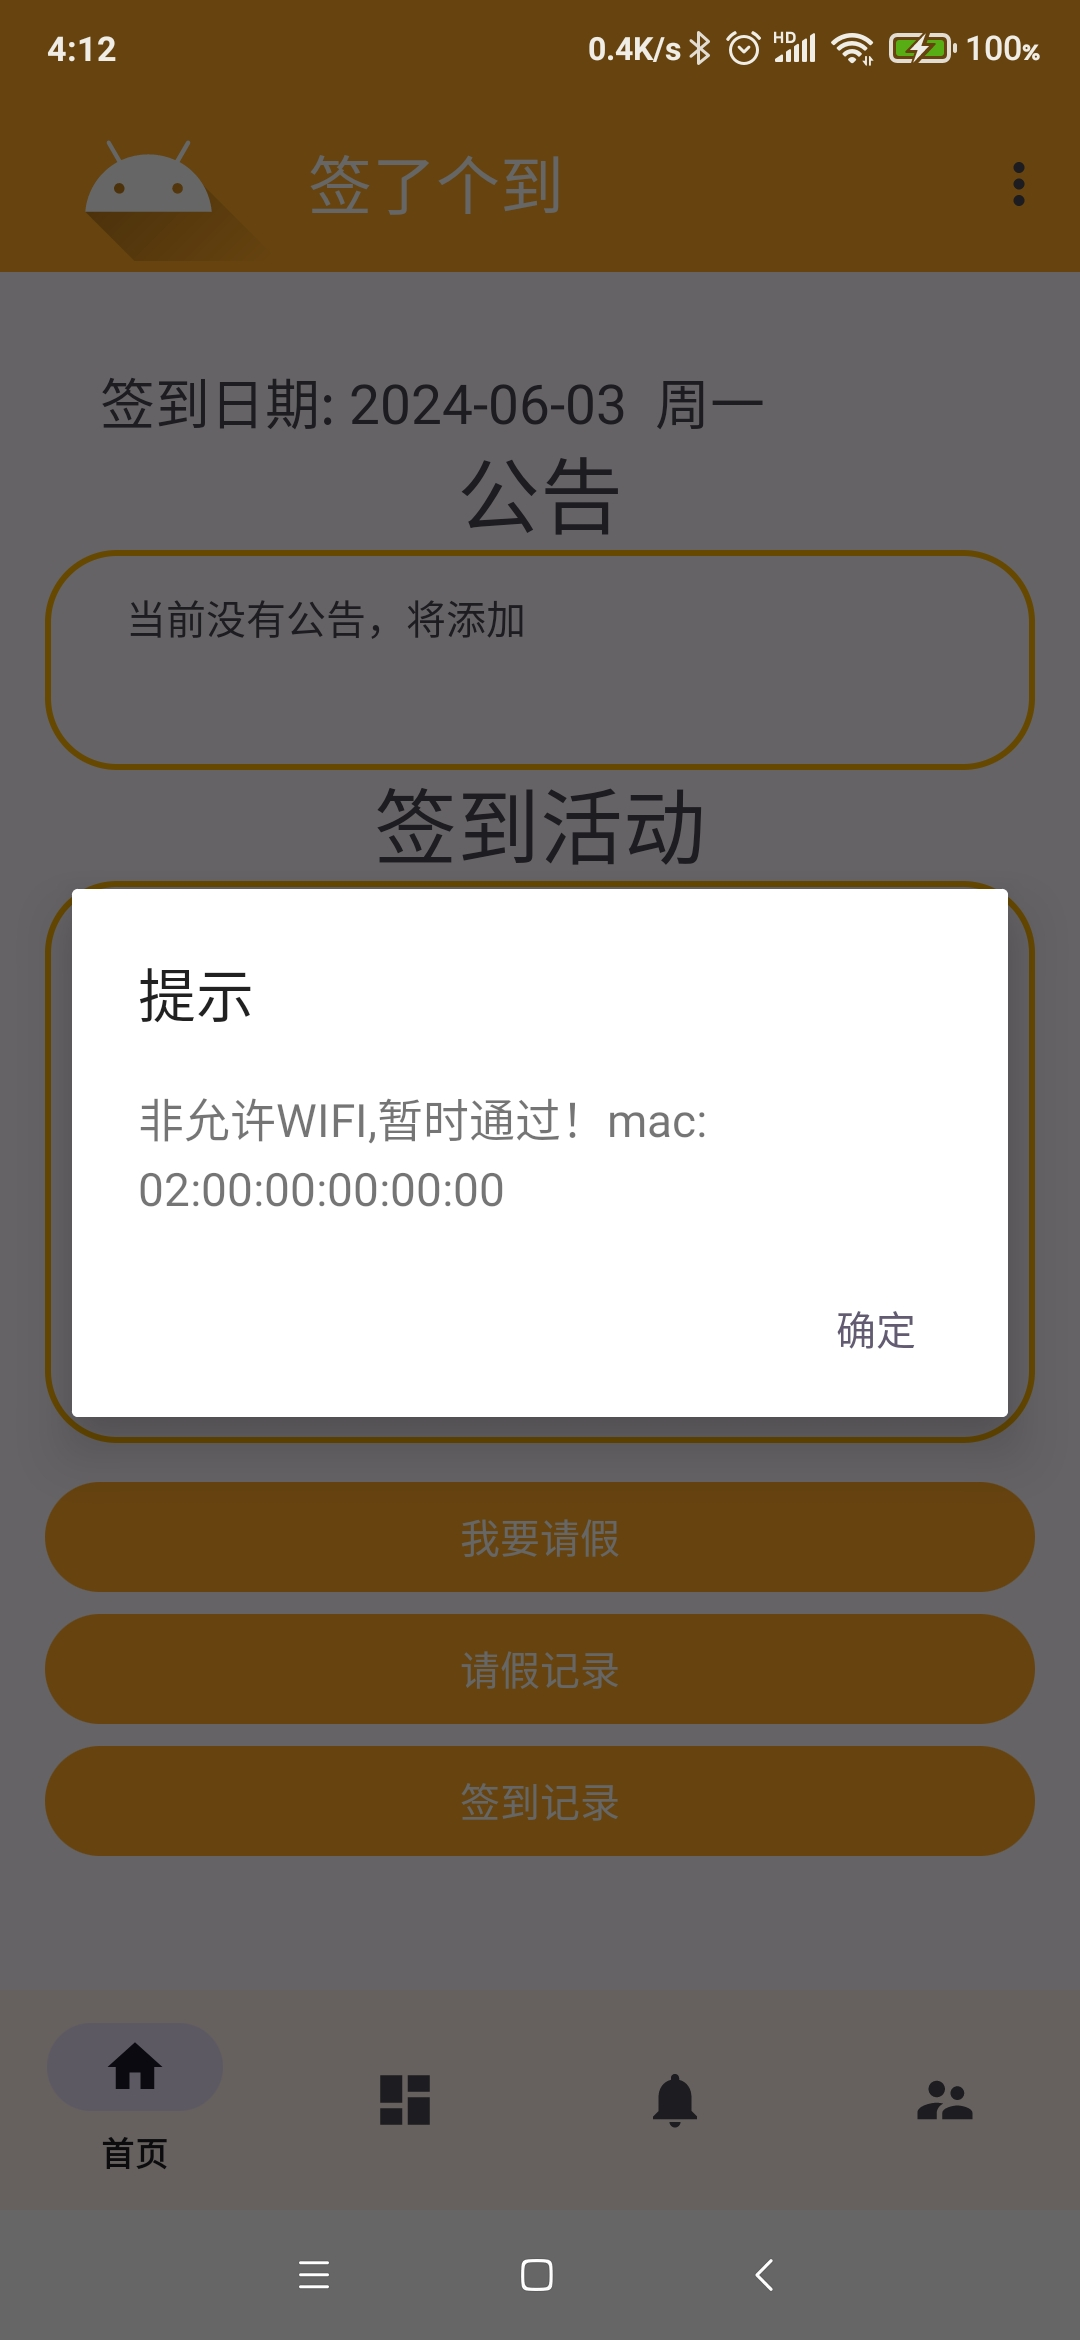 4:12 0.4K/s HD 100%
签了个到
签到日期: 2024-06-03 周一
公告
当前没有公告，将添加
签到活动
提示
非允许WIFI,暂时通过！mac:
02:00:00:00:00:00
确定
我要请假
请假记录
签到记录
首页